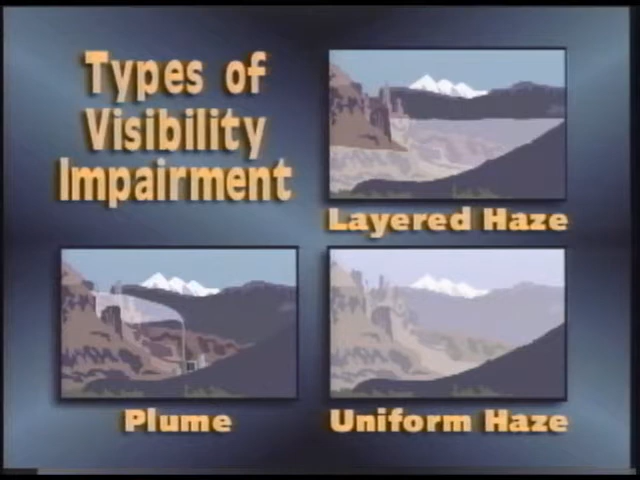 Types of
Visibility
Impairment
Layered Haze
Plume
Uniform Haze